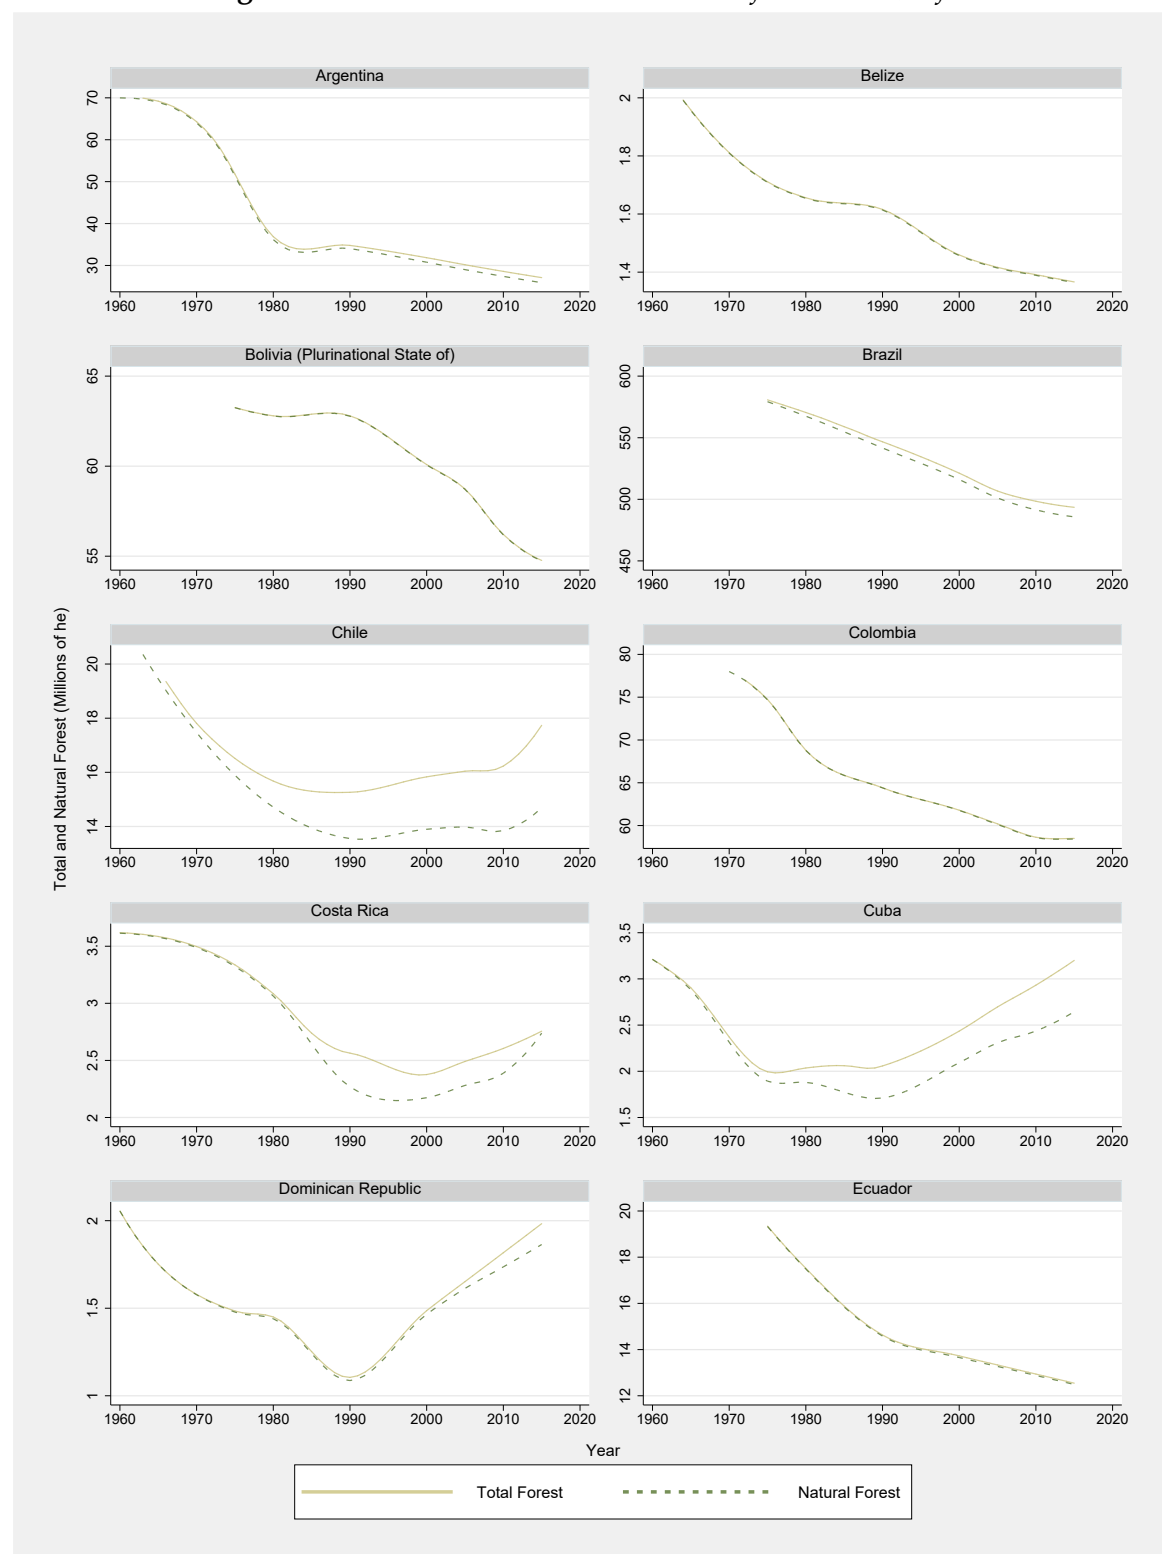 Argentina
Belize
70
60
50
40
30
1960 1970 1980 1990 2000 2010 2020
2
1.8
1.6
1.4
1960 1970 1980 1990 2000 2010 2020
Bolivia (Plurinational State of)
Brazil
65
60
55
1960 1970 1980 1990 2000 2010 2020
600
550
500
450
1960 1970 1980 1990 2000 2010 2020
Total and Natural Forest (Millions of he)
Chile
Colombia
20
18
16
14
1960 1970 1980 1990 2000 2010 2020
80
75
70
65
60
1960 1970 1980 1990 2000 2010 2020
Costa Rica
Cuba
3.5
3
2.5
2
1960 1970 1980 1990 2000 2010 2020
3.5
3
2.5
2
1.5
1960 1970 1980 1990 2000 2010 2020
Dominican Republic
Ecuador
2
1.5
1
1960 1970 1980 1990 2000 2010 2020
20
18
16
14
12
1960 1970 1980 1990 2000 2010 2020
Year
Total Forest Natural Forest